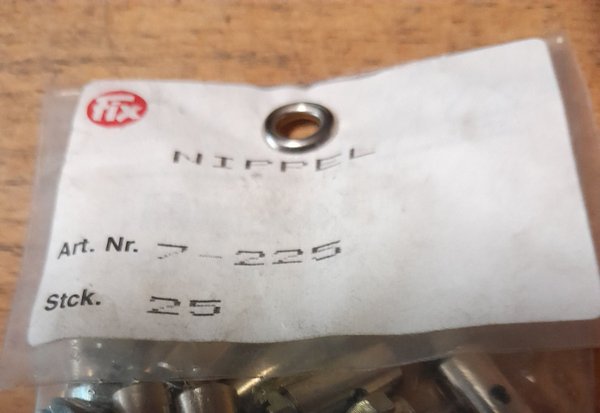 Fix
NIPPEL
Art. Nr. 7-225
Stck. 25